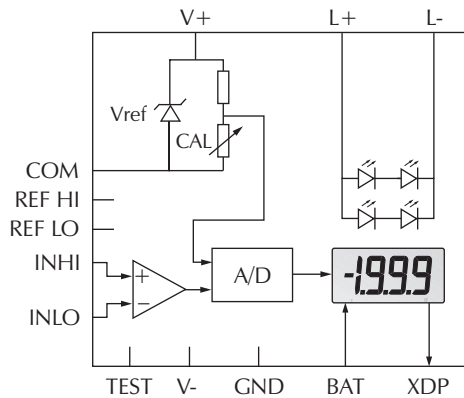 V+ L+ L-
Vref
CAL
COM
REF HI
REF LO
INHI
+
A/D
-1.9.9.9
−
INLO
TEST V- GND BAT XDP